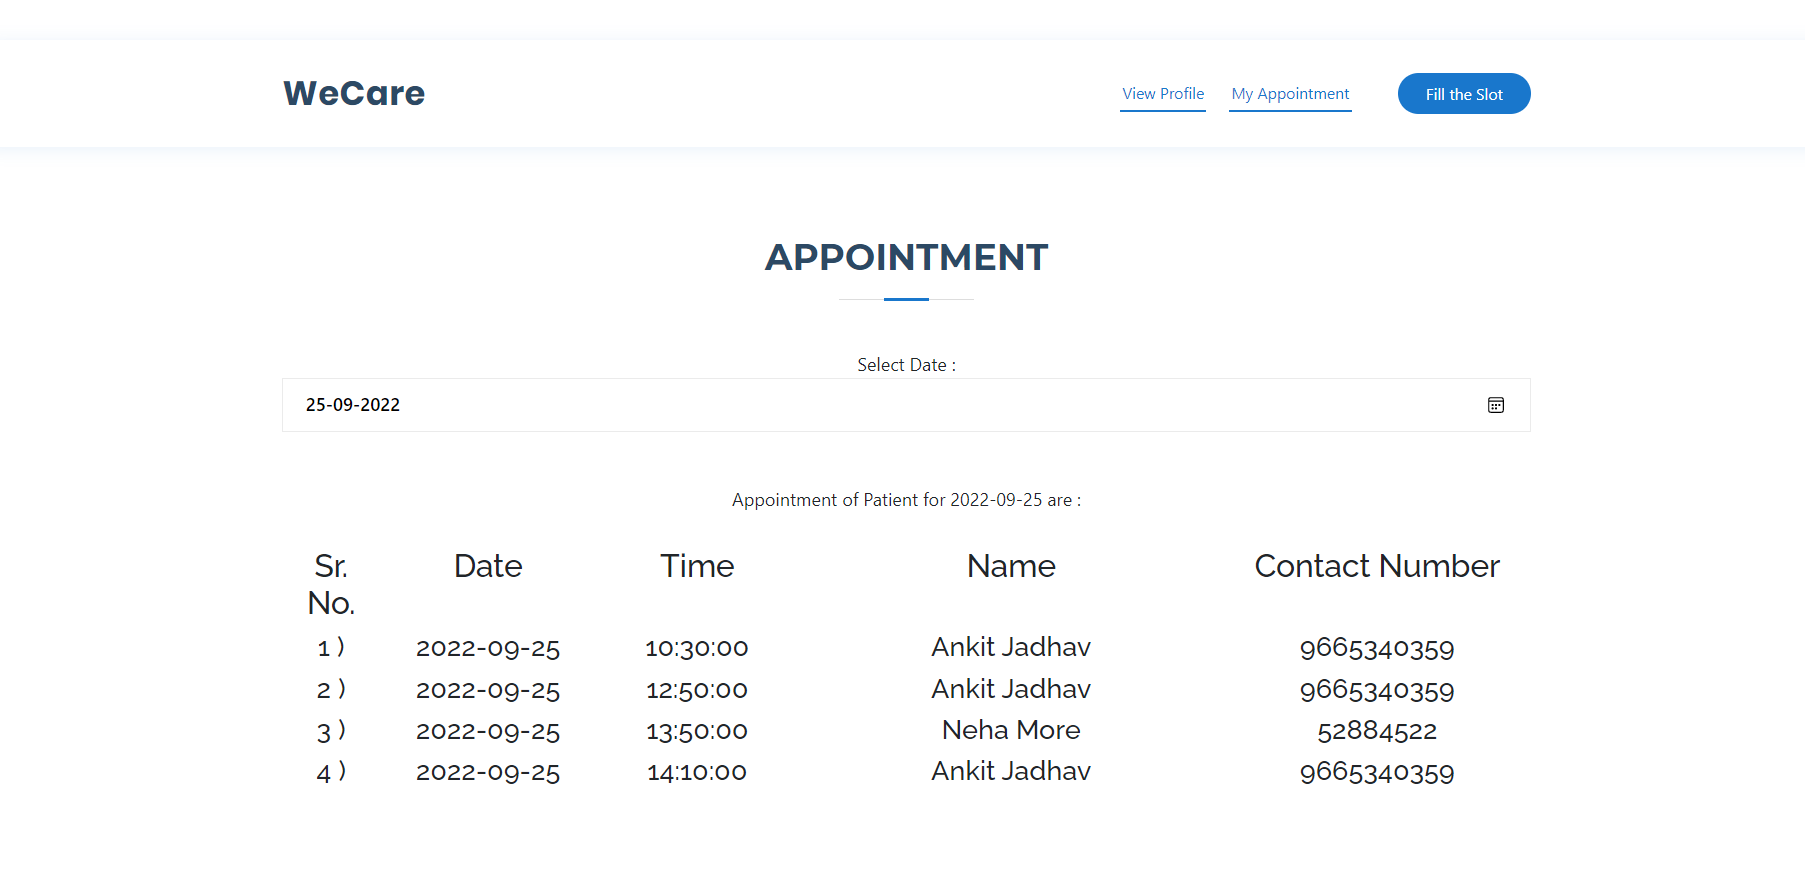 WeCare
View Profile My Appointment Fill the Slot
APPOINTMENT
Select Date :
25-09-2022
Appointment of Patient for 2022-09-25 are :
Sr. No. Date Time Name Contact Number
1 ) 2022-09-25 10:30:00 Ankit Jadhav 9665340359
2 ) 2022-09-25 12:50:00 Ankit Jadhav 9665340359
3 ) 2022-09-25 13:50:00 Neha More 52884522
4 ) 2022-09-25 14:10:00 Ankit Jadhav 9665340359